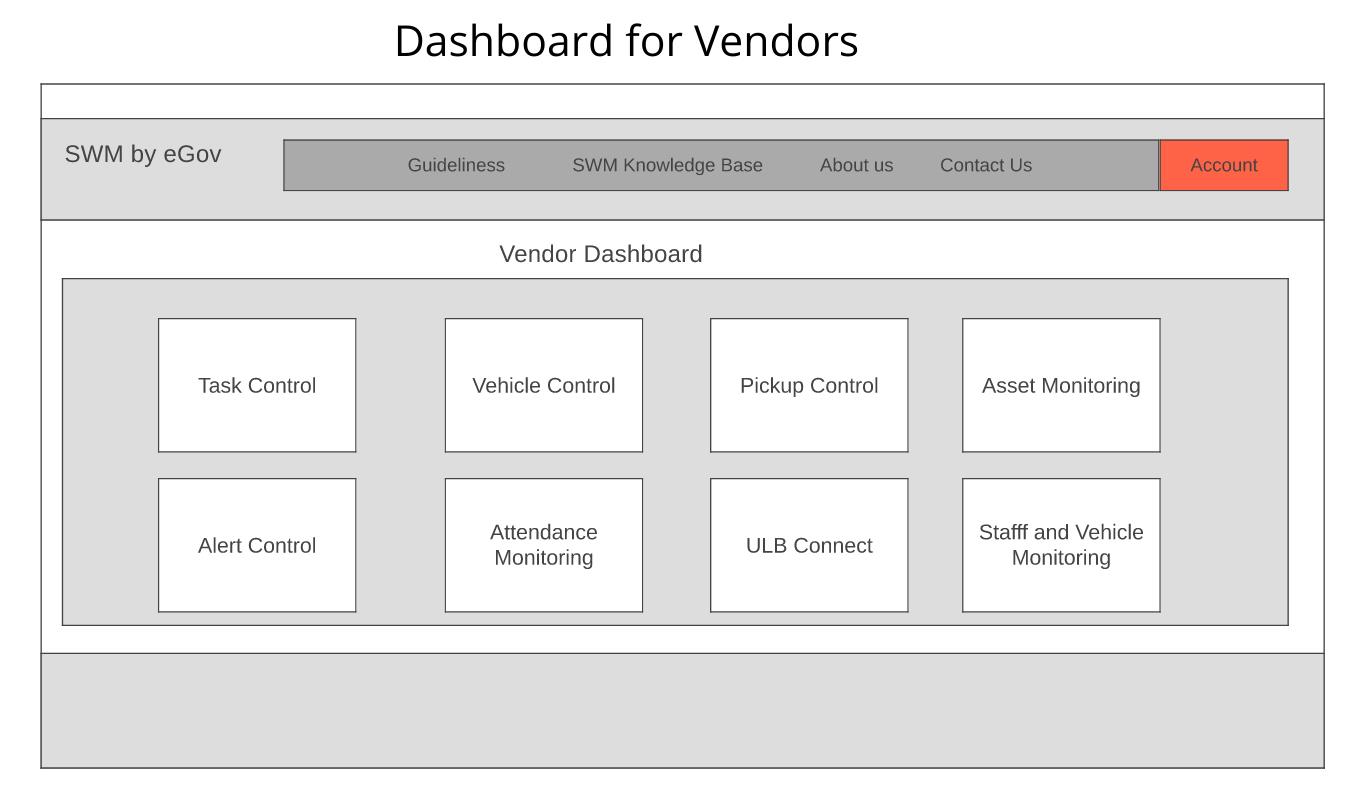 Dashboard for Vendors
SWM by eGov
Guideliness
SWM Knowledge Base
About us
Contact Us
Account
Vendor Dashboard
Task Control
Vehicle Control
Pickup Control
Asset Monitoring
Alert Control
Attendance
Monitoring
ULB Connect
Stafff and Vehicle
Monitoring